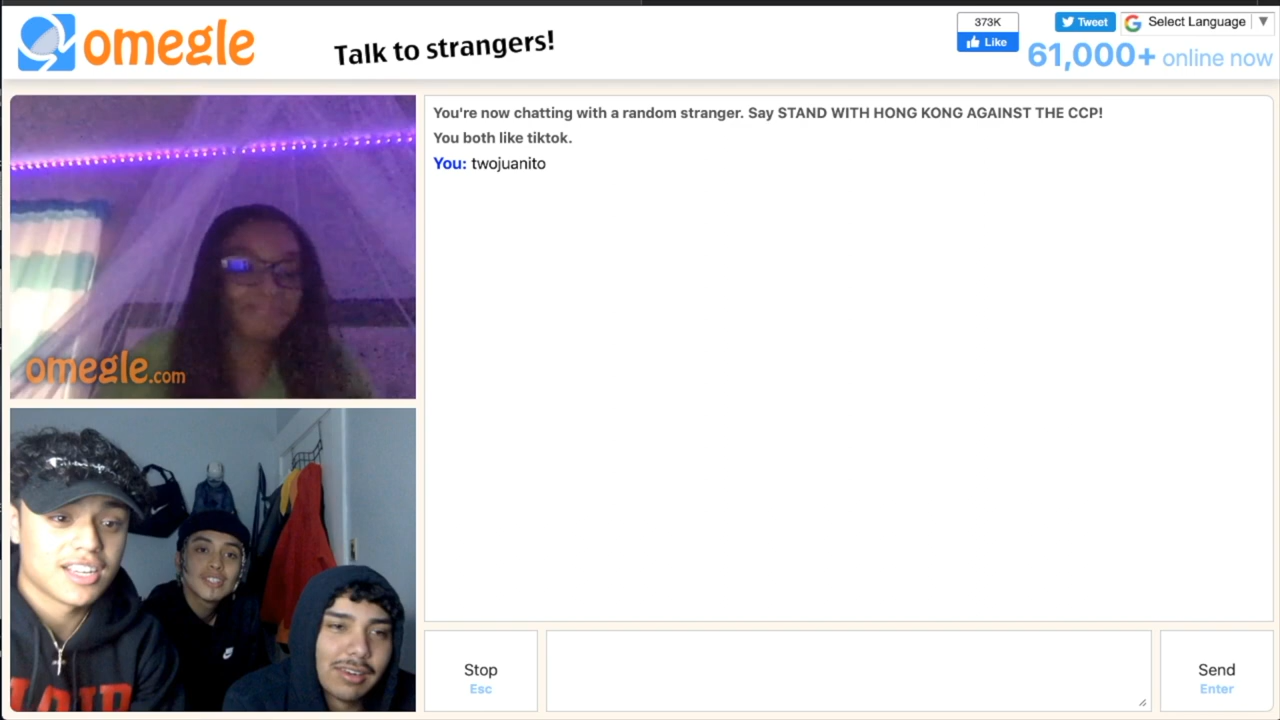 omegle
Talk to strangers!
373K
Like
Tweet
Select Language
61,000+ online now
You're now chatting with a random stranger. Say STAND WITH HONG KONG AGAINST THE CCP!
You both like tiktok.
You: twojuanito
omegle.com
Stop
Esc
Send
Enter